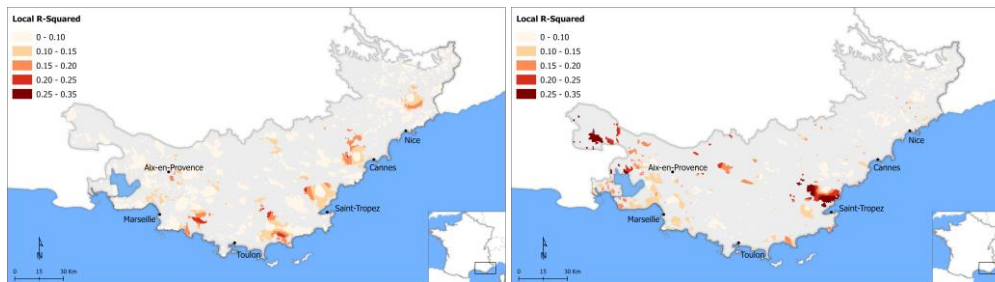 Local R-Squared
0 - 0.10
0.10 - 0.15
0.15 - 0.20
0.20 - 0.25
0.25 - 0.35
Nice
Cannes
Aix-en-Provence
Saint-Tropez
Marseille
Toulon
N
0 15 30 Km
Local R-Squared
0 - 0.10
0.10 - 0.15
0.15 - 0.20
0.20 - 0.25
0.25 - 0.35
Nice
Cannes
Aix-en-Provence
Saint-Tropez
Marseille
Toulon
N
0 15 30 Km